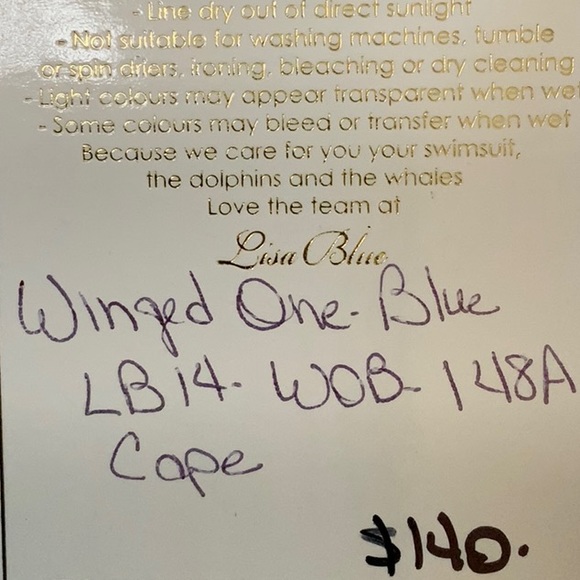 - Line dry out of direct sunlight
- Not suitable for washing machines, tumble
or spin driers, ironing, bleaching or dry cleaning
- Light colours may appear transparent when wet
- Some colours may bleed or transfer when wet
Because we care for you your swimsuit,
the dolphins and the whales
Love the team at
Lisa Blue
Winged One - Blue
LB14 - WOB - 148A
Cape
$140.